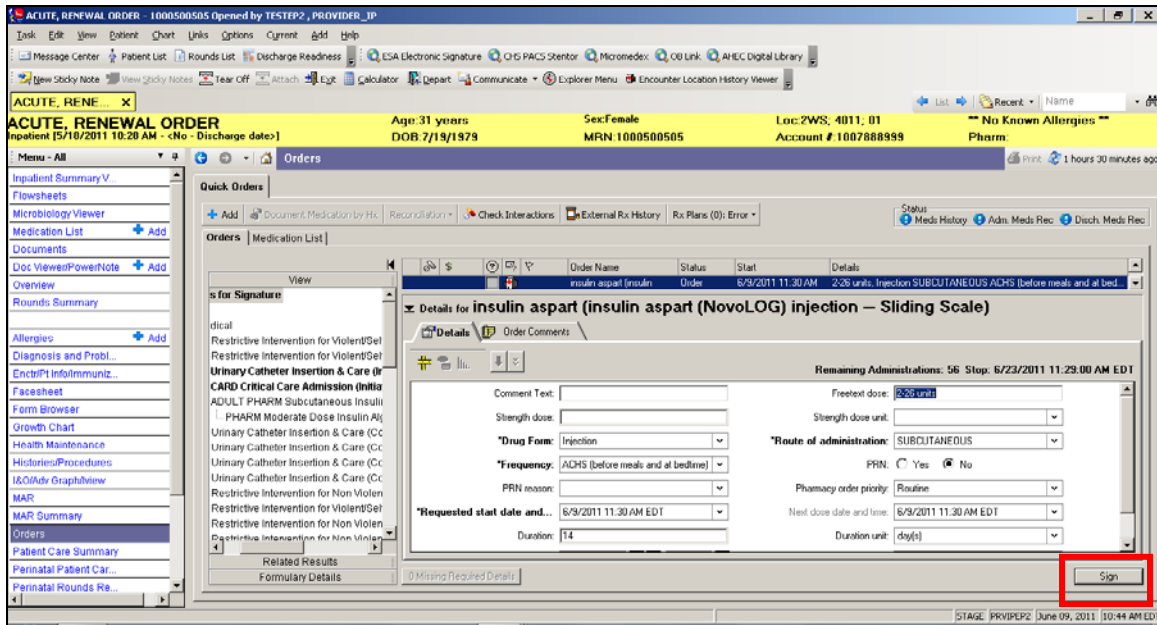 ACUTE, RENEWAL ORDER - 1000500505 Opened by TESTEP2 , PROVIDER_IP
Task Edit View Patient Chart Links Options Current Add Help
Message Center Patient List Rounds List Discharge Readiness ESA Electronic Signature CHS PACS Stentor Micromedex OB Link AHEC Digital Library
New Sticky Note View Sticky Notes Tear Off Attach Exit Calculator Depart Communicate Explorer Menu Encounter Location History Viewer
ACUTE, RENE... List Recent Name
ACUTE, RENEWAL ORDER Age:31 years Sex:Female Loc:2WS; 4011; 01 ** No Known Allergies **
Inpatient [5/18/2011 10:28 AM - <No - Discharge date>] DOB:7/19/1979 MRN:1000500505 Account #:1007888999 Pharm:
Menu - All Orders Print 1 hours 30 minutes ago
Inpatient Summary V...
Flowsheets
Microbiology Viewer
Medication List Add
Documents
Doc Viewer/PowerNote Add
Overview
Rounds Summary
Allergies Add
Diagnosis and Probl...
Enctr/Pt Info/Immuniz...
Facesheet
Form Browser
Growth Chart
Health Maintenance
Histories/Procedures
I&O/Adv Graph/Iview
MAR
MAR Summary
Orders
Patient Care Summary
Perinatal Patient Car...
Perinatal Rounds Re...
Quick Orders
Add Document Medication by Hx Reconciliation Check Interactions External Rx History Rx Plans (0): Error
Status
Meds History Adm. Meds Rec Disch. Meds Rec
Orders Medication List
View
s for Signature
dical
Restrictive Intervention for Violent/Sel
Restrictive Intervention for Violent/Sel
Urinary Catheter Insertion & Care (Ir
CARD Critical Care Admission (Initia
ADULT PHARM Subcutaneous Insuli
PHARM Moderate Dose Insulin Alg
Urinary Catheter Insertion & Care (Cc
Urinary Catheter Insertion & Care (Cc
Urinary Catheter Insertion & Care (Cc
Urinary Catheter Insertion & Care (Cc
Restrictive Intervention for Non Violen
Restrictive Intervention for Violent/Sel
Restrictive Intervention for Non Violen
Restrictive Intervention for Non Violen
Related Results
Formulary Details
$ Order Name Status Start Details
insulin aspart (insulin Order 6/9/2011 11:30 AM 2-26 units, Injection SUBCUTANEOUS ACHS (before meals and at bed...
Details for insulin aspart (insulin aspart (NovoLOG) injection – Sliding Scale)
Details Order Comments
Remaining Administrations: 56 Stop: 6/23/2011 11:29:00 AM EDT
Comment Text: Freetext dose: 2-26 units
Strength dose: Strength dose unit:
*Drug Form: Injection *Route of administration: SUBCUTANEOUS
*Frequency: ACHS (before meals and at bedtime) PRN: Yes No
PRN reason: Pharmacy order priority: Routine
*Requested start date and... 6/9/2011 11:30 AM EDT Next dose date and time: 6/9/2011 11:30 AM EDT
Duration: 14 Duration unit: day(s)
0 Missing Required Details Sign
STAGE PRVIPEP2 June 09, 2011 10:44 AM ED